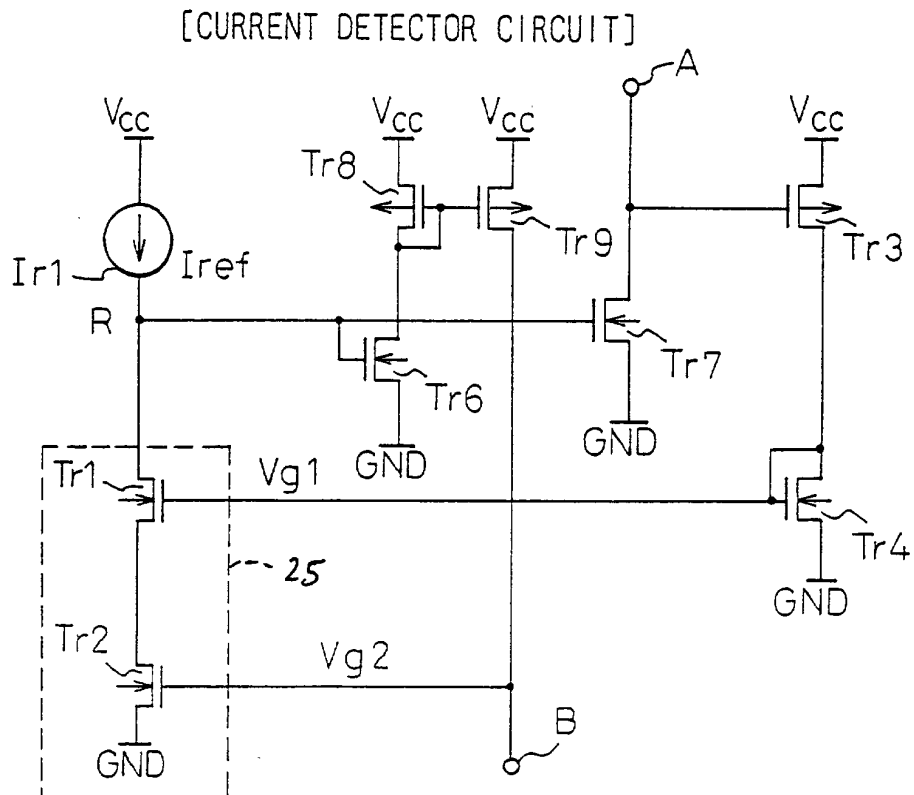 [CURRENT DETECTOR CIRCUIT]
A
Vcc Vcc Vcc Vcc
Tr8
Tr9 Tr3
Ir1 Iref
R
Tr6 Tr7
GND GND
Tr1 Vg1
Tr4
25
GND
Tr2 Vg2
B
GND